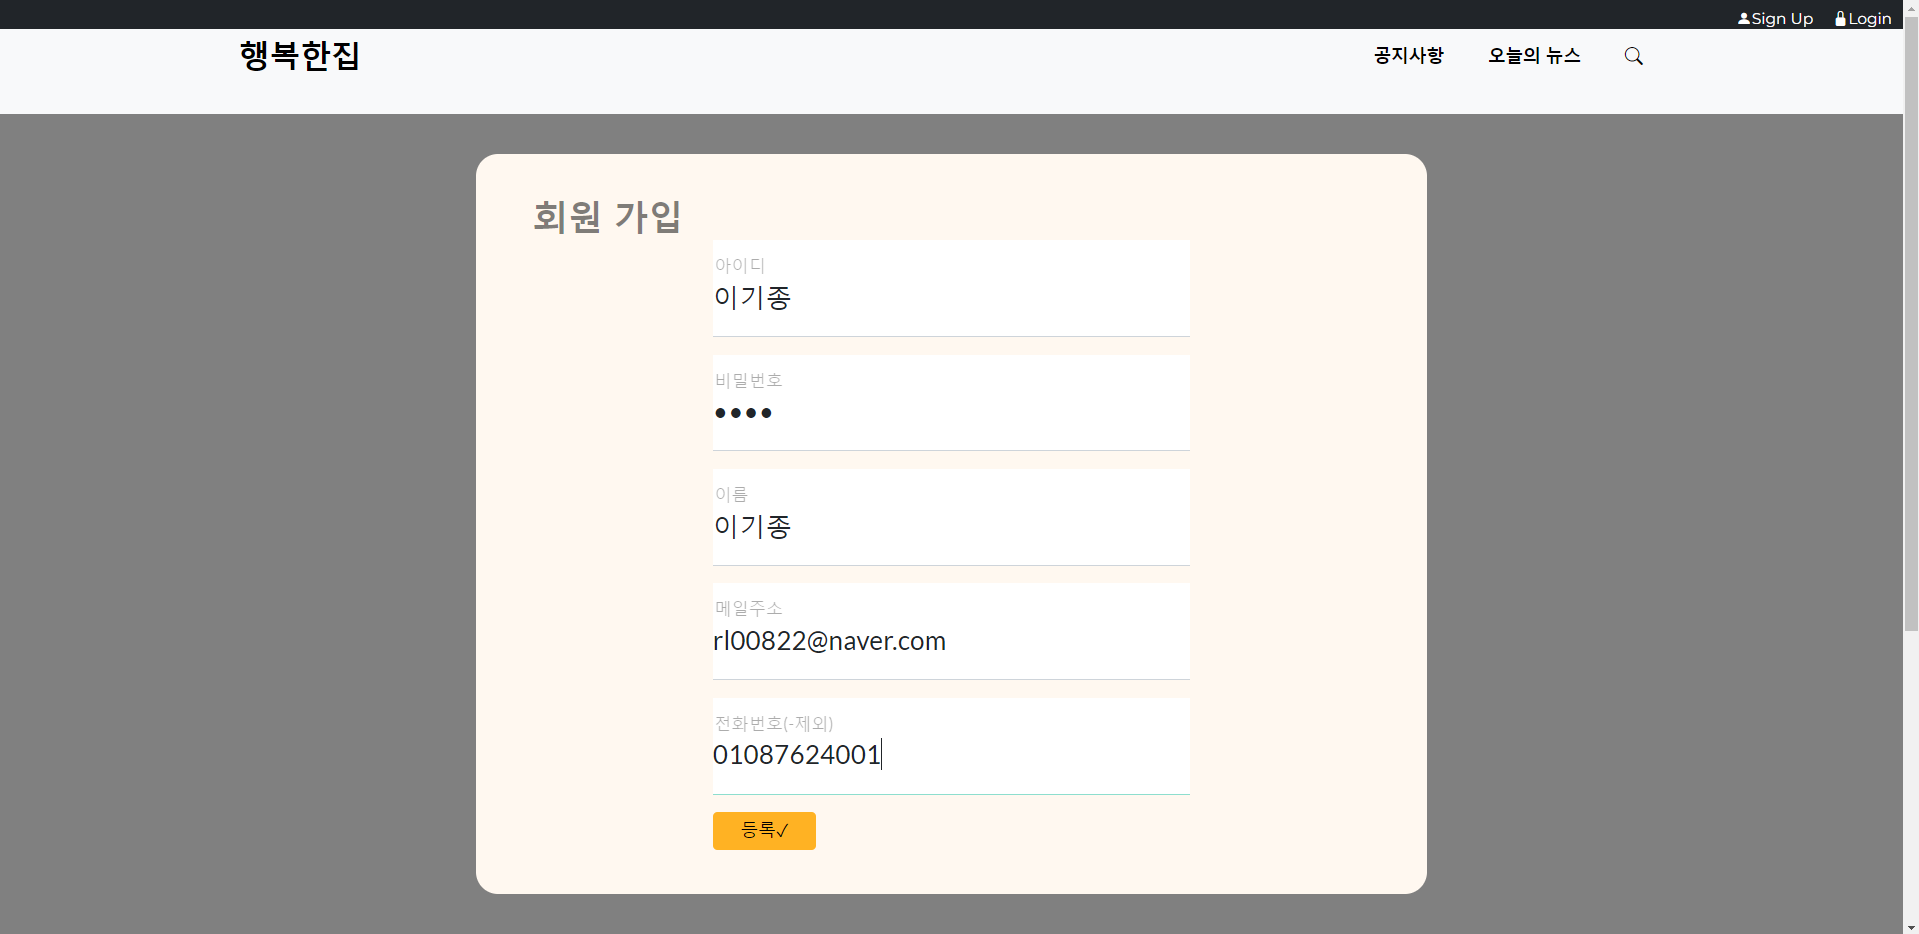 Sign Up Login
행복한집 공지사항 오늘의 뉴스
회원 가입
아이디
이기종
비밀번호
••••
이름
이기종
메일주소
rl00822@naver.com
전화번호(-제외)
01087624001
등록✓